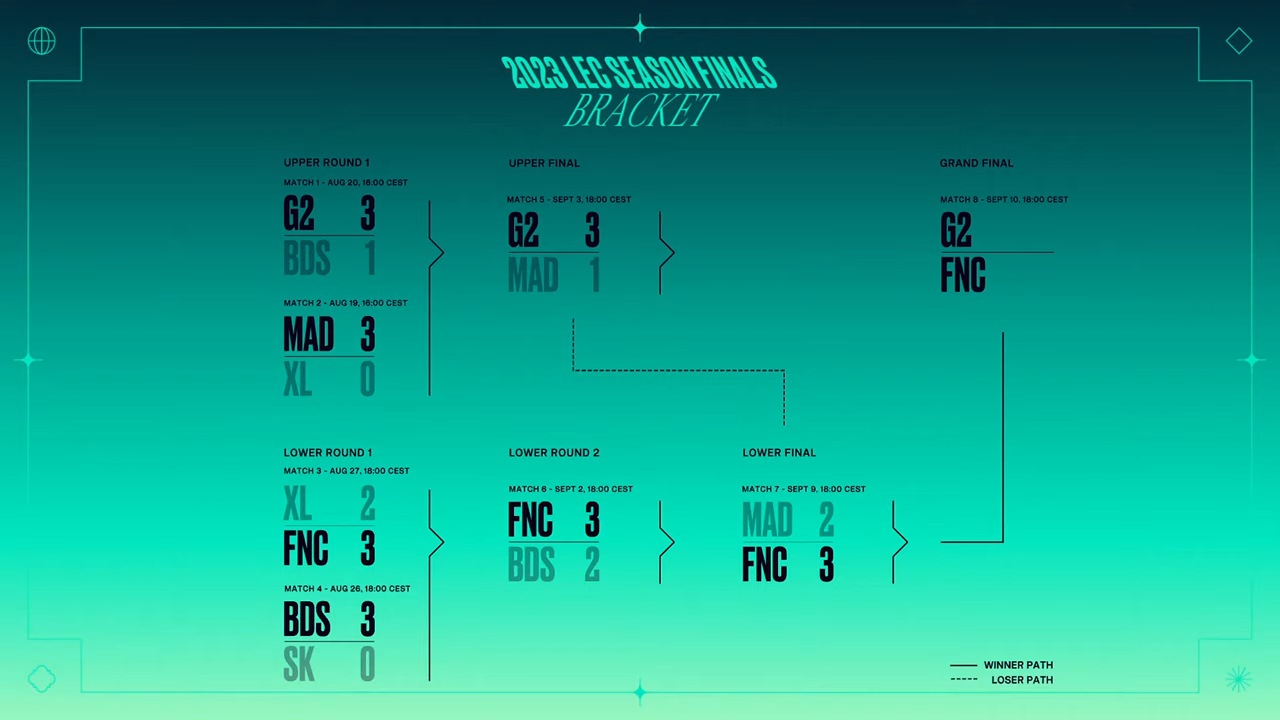 2023 LEC SEASON FINALS
BRACKET
UPPER ROUND 1
MATCH 1 - AUG 20, 18:00 CEST
G2 3
BDS 1
MATCH 2 - AUG 19, 16:00 CEST
MAD 3
XL 0
UPPER FINAL
MATCH 5 - SEPT 3, 18:00 CEST
G2 3
MAD 1
GRAND FINAL
MATCH 8 - SEPT 10, 18:00 CEST
G2
FNC
LOWER ROUND 1
MATCH 3 - AUG 27, 18:00 CEST
XL 2
FNC 3
MATCH 4 - AUG 26, 18:00 CEST
BDS 3
SK 0
LOWER ROUND 2
MATCH 6 - SEPT 2, 18:00 CEST
FNC 3
BDS 2
LOWER FINAL
MATCH 7 - SEPT 9, 18:00 CEST
MAD 2
FNC 3
WINNER PATH
LOSER PATH